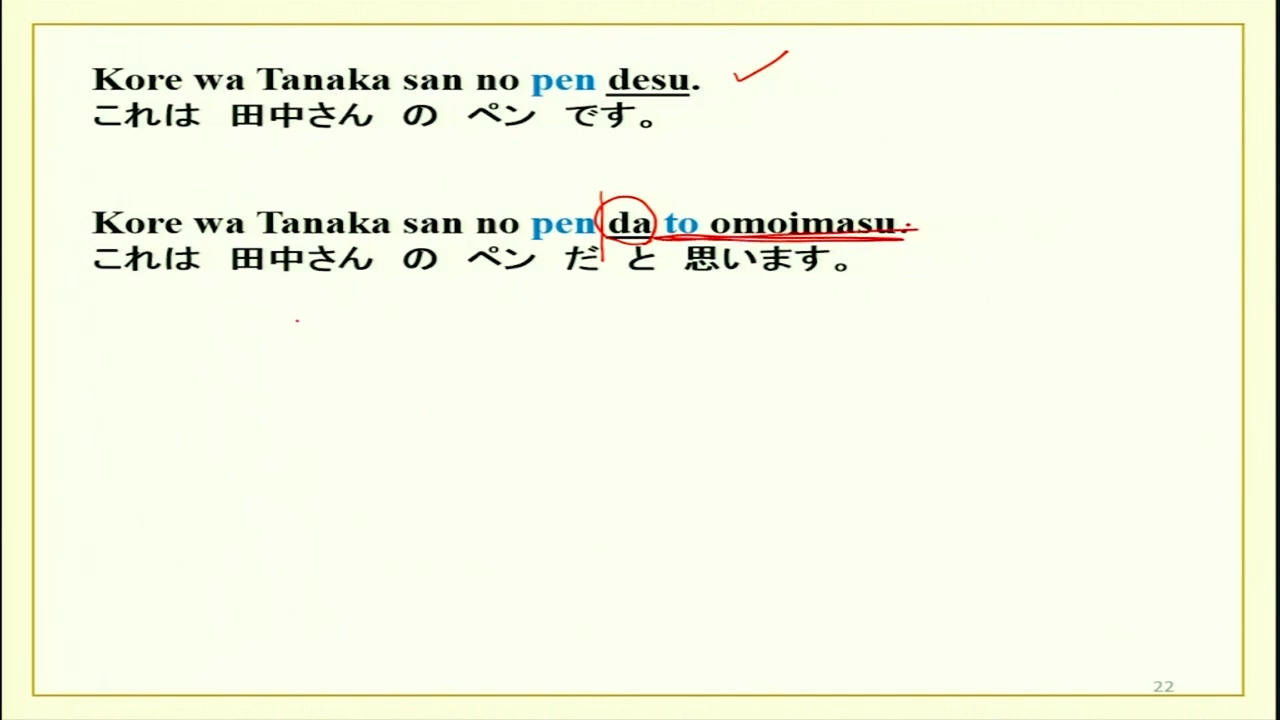 Kore wa Tanaka san no pen desu.
これは 田中さん の ペン です。
Kore wa Tanaka san no pen da to omoimasu.
これは 田中さん の ペン だ と 思います。
22